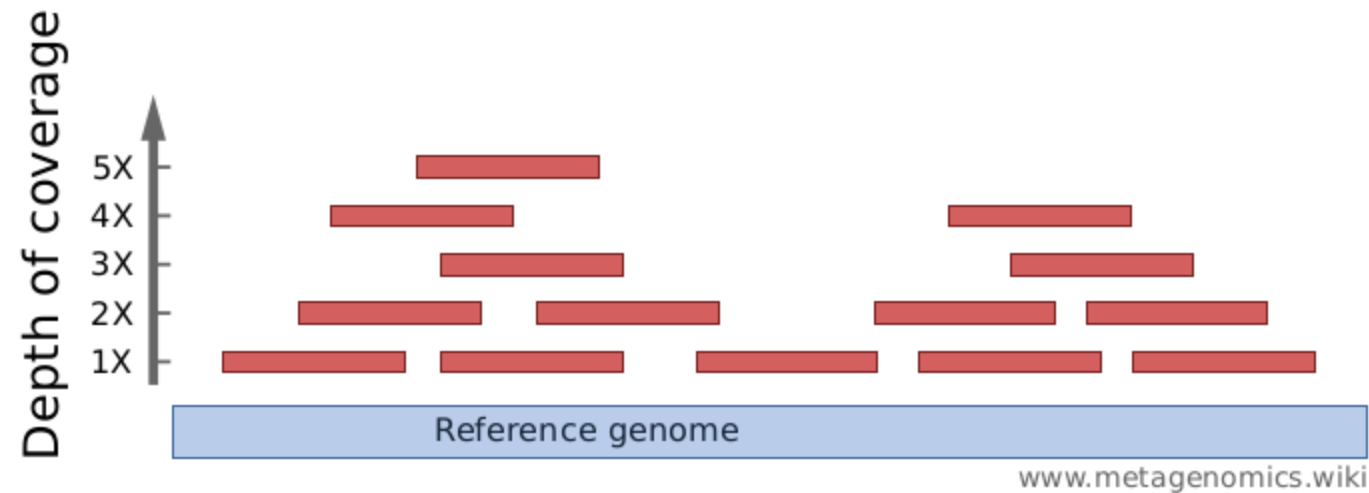 Depth of coverage
5X
4X
3X
2X
1X
Reference genome
www.metagenomics.wiki